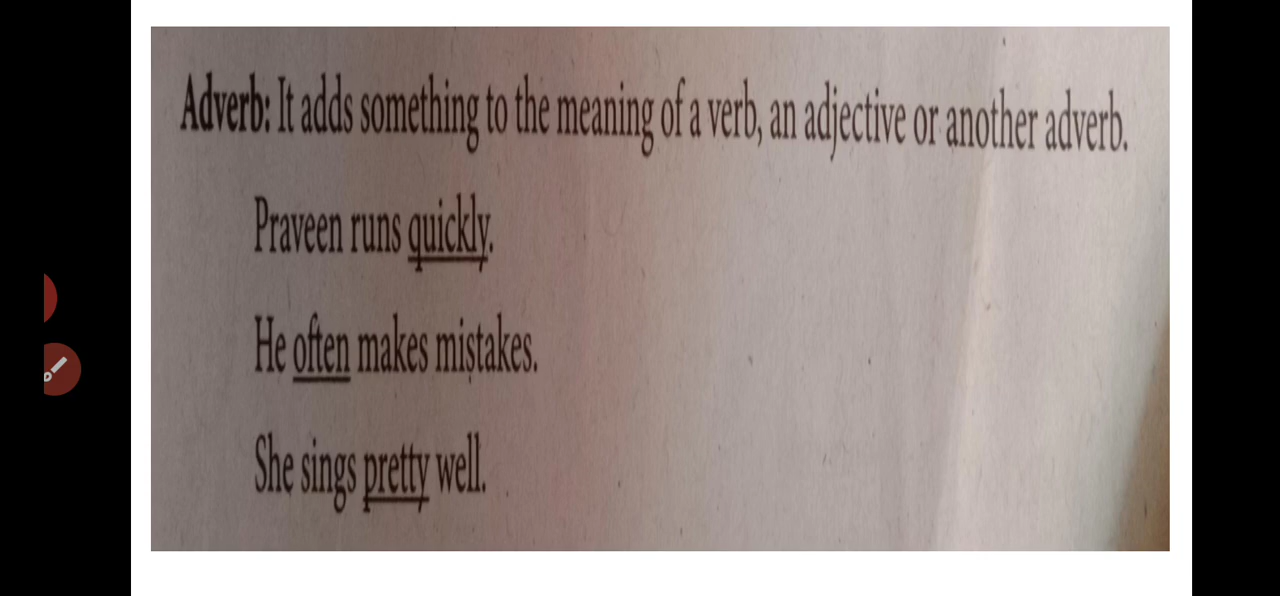 Adverb: It adds something to the meaning of a verb, an adjective or another adverb.
Praveen runs quickly.
He often makes mistakes.
She sings pretty well.